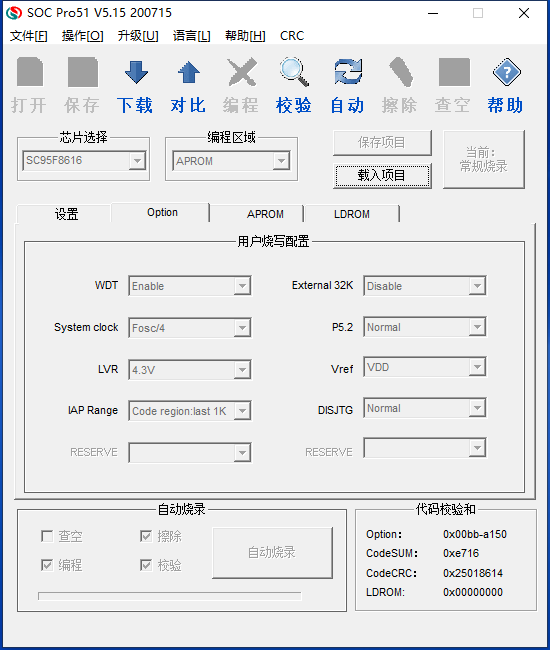 SOC Pro51 V5.15 200715
文件[F] 操作[O] 升级[U] 语言[L] 帮助[H] CRC
打开 保存 下载 对比 编程 校验 自动 擦除 查空 帮助
芯片选择 编程区域 保存项目 当前:
SC95F8616 APROM 载入项目 常规烧录
设置 Option APROM LDROM
用户烧写配置
WDT Enable External 32K Disable
System clock Fosc/4 P5.2 Normal
LVR 4.3V Vref VDD
IAP Range Code region:last 1K DISJTG Normal
RESERVE RESERVE
自动烧录 代码校验和
查空 擦除 自动烧录
编程 校验
Option: 0x00bb-a150
CodeSUM: 0xe716
CodeCRC: 0x25018614
LDROM: 0x00000000